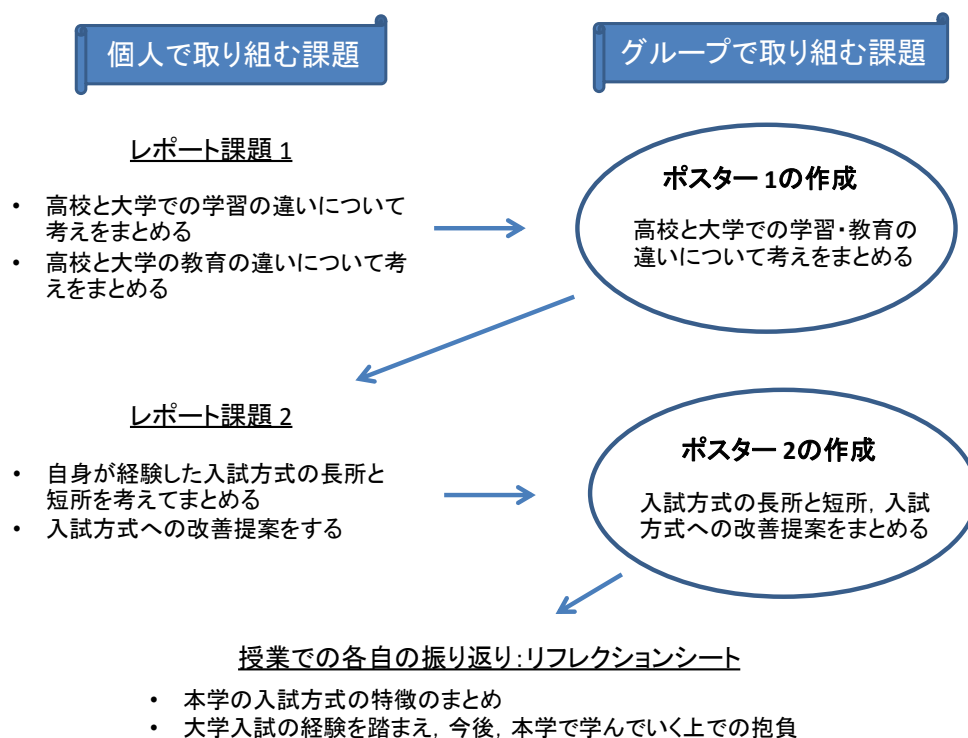 個人で取り組む課題
グループで取り組む課題
レポート課題 1
• 高校と大学での学習の違いについて
考えをまとめる
• 高校と大学の教育の違いについて考
えをまとめる
ポスター 1の作成
高校と大学での学習・教育の
違いについて考えをまとめる
レポート課題 2
• 自身が経験した入試方式の長所と
短所を考えてまとめる
• 入試方式への改善提案をする
ポスター 2の作成
入試方式の長所と短所, 入試
方式への改善提案をまとめる
授業での各自の振り返り:リフレクションシート
• 本学の入試方式の特徴のまとめ
• 大学入試の経験を踏まえ, 今後, 本学で学んでいく上での抱負